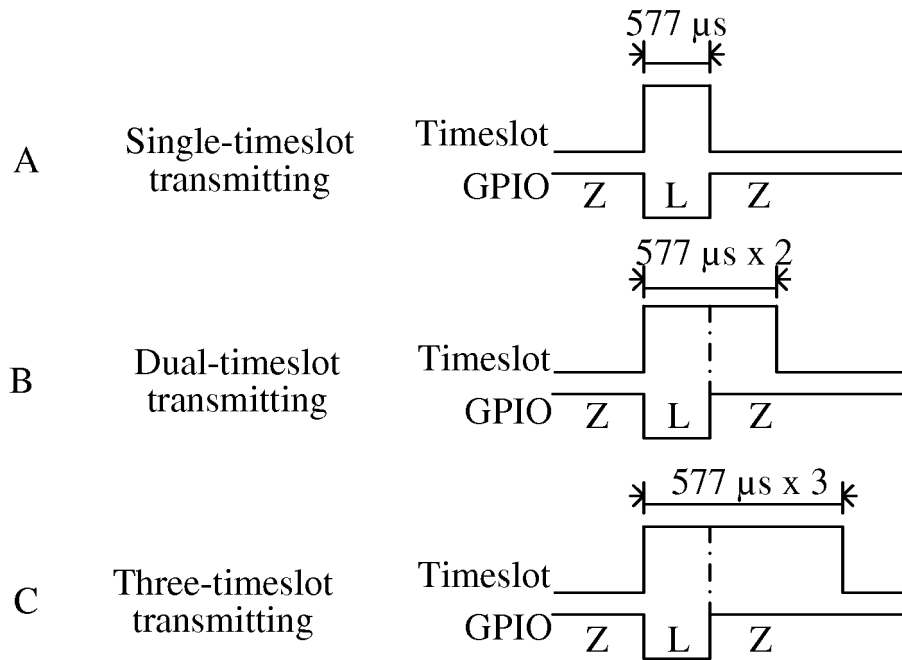 577 μs
A
Single-timeslot
transmitting
Timeslot
GPIO
Z L Z
577 μs x 2
B
Dual-timeslot
transmitting
Timeslot
GPIO
Z L Z
577 μs x 3
C
Three-timeslot
transmitting
Timeslot
GPIO
Z L Z